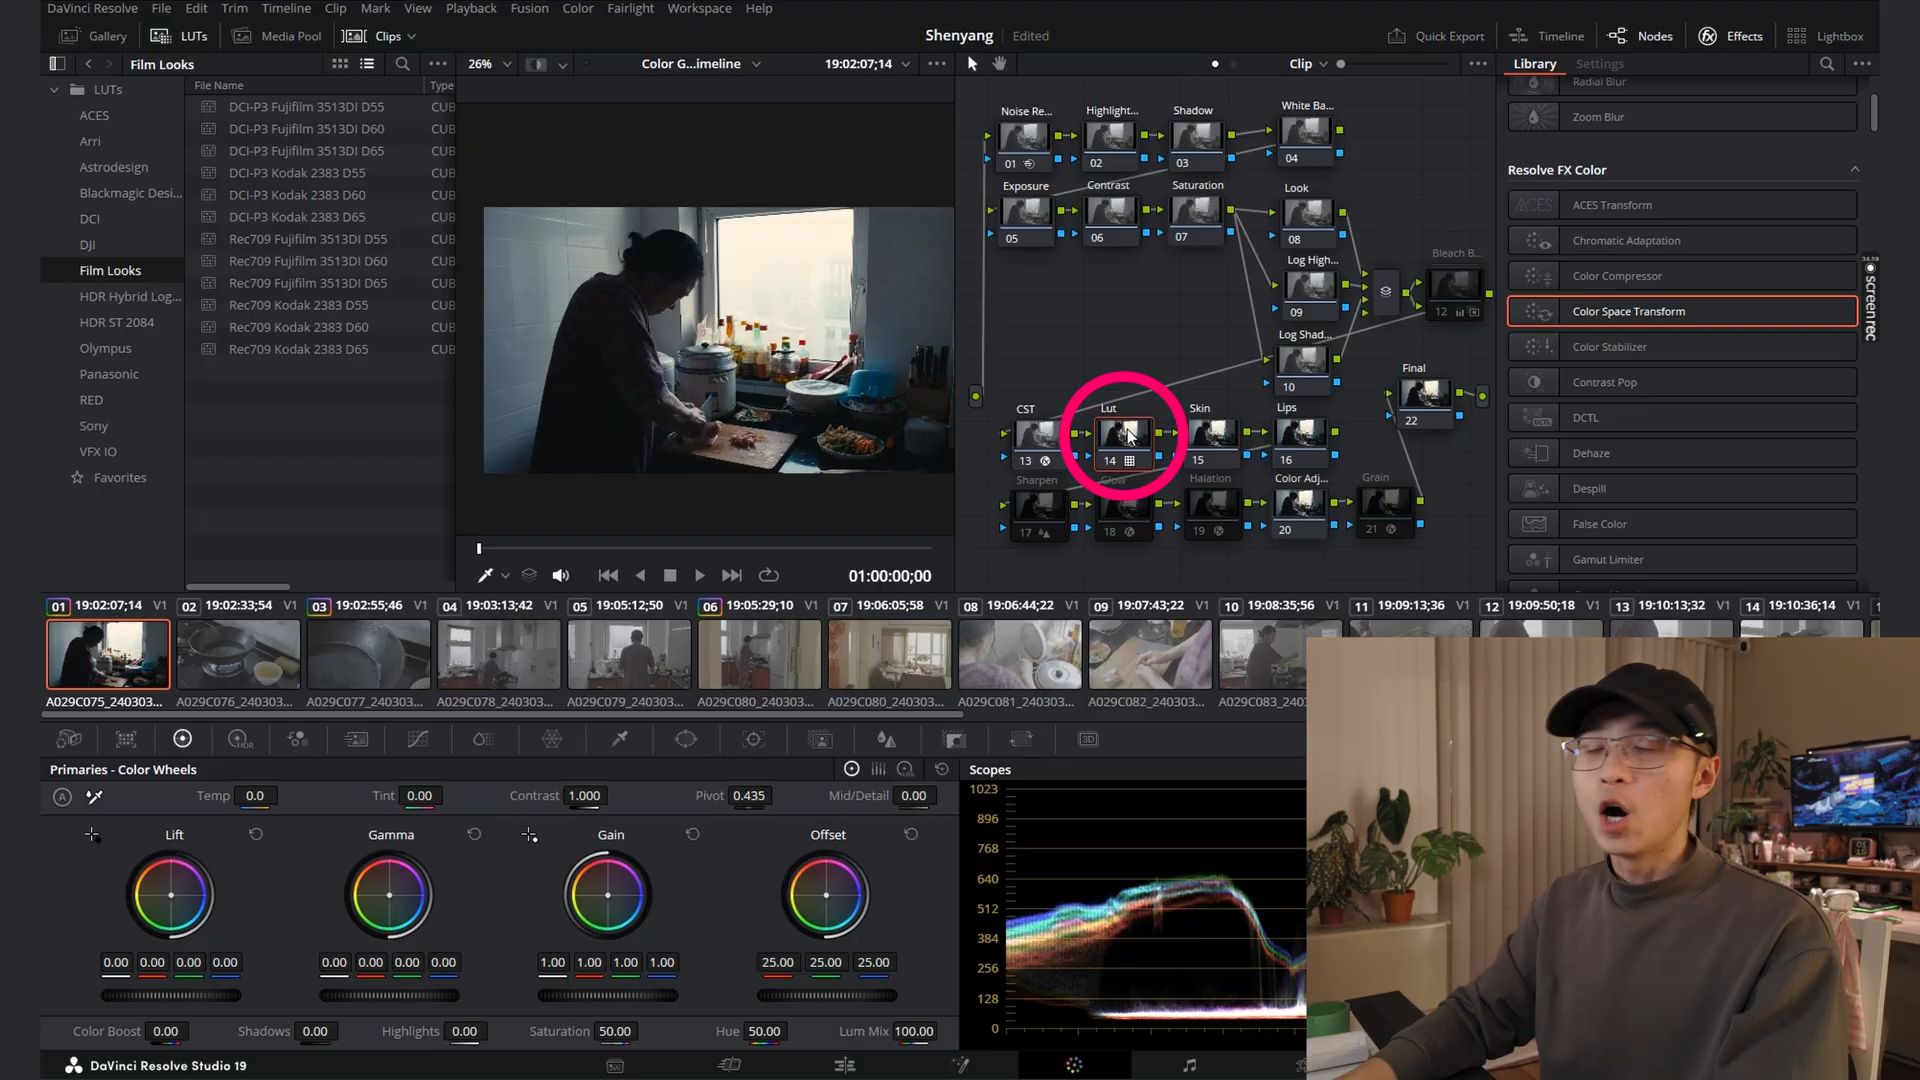 DaVinci Resolve File Edit Trim Timeline Clip Mark View Playback Fusion Color Fairlight Workspace Help
Gallery LUTs Media Pool Clips Shenyang Edited Quick Export Timeline Nodes Effects Lightbox
Film Looks 26% Color G...imeline 19:02:07;14 Clip Library Settings
LUTs
ACES
Arri
Astrodesign
Blackmagic Desi...
DCI
DJI
Film Looks
HDR Hybrid Log...
HDR ST 2084
Olympus
Panasonic
RED
Sony
VFX IO
Favorites
File Name Type
DCI-P3 Fujifilm 3513DI D55 CUB
DCI-P3 Fujifilm 3513DI D60 CUB
DCI-P3 Fujifilm 3513DI D65 CUB
DCI-P3 Kodak 2383 D55 CUB
DCI-P3 Kodak 2383 D60 CUB
DCI-P3 Kodak 2383 D65 CUB
Rec709 Fujifilm 3513DI D55 CUB
Rec709 Fujifilm 3513DI D60 CUB
Rec709 Fujifilm 3513DI D65 CUB
Rec709 Kodak 2383 D55 CUB
Rec709 Kodak 2383 D60 CUB
Rec709 Kodak 2383 D65 CUB
01:00:00;00
Noise Re... Highlight... Shadow White Ba...
01 02 03 04
Exposure Contrast Saturation Look
05 06 07 08
Log High... Bleach B...
09 12
Log Shad...
10
Final
22
CST Lut Skin Lips
13 14 15 16
Sharpen Glow Halation Color Adj... Grain
17 18 19 20 21
Radial Blur
Zoom Blur
Resolve FX Color
ACES Transform
Chromatic Adaptation
Color Compressor
Color Space Transform
Color Stabilizer
Contrast Pop
DCTL
Dehaze
Despill
False Color
Gamut Limiter
screen rec
01 19:02:07;14 V1 02 19:02:33;54 V1 03 19:02:55;46 V1 04 19:03:13;42 V1 05 19:05:12;50 V1 06 19:05:29;10 V1 07 19:06:05;58 V1 08 19:06:44;22 V1 09 19:07:43;22 V1 10 19:08:35;56 V1 11 19:09:13;36 V1 12 19:09:50;18 V1 13 19:10:13;32 V1 14 19:10:36;14 V1
A029C075_240303... A029C076_240303... A029C077_240303... A029C078_240303... A029C079_240303... A029C080_240303... A029C080_240303... A029C081_240303... A029C082_240303... A029C083_240303
Primaries - Color Wheels
Temp 0.0 Tint 0.00 Contrast 1.000 Pivot 0.435 Mid/Detail 0.00
Lift Gamma Gain Offset
0.00 0.00 0.00 0.00 0.00 0.00 0.00 0.00 1.00 1.00 1.00 1.00 25.00 25.00 25.00
Color Boost 0.00 Shadows 0.00 Highlights 0.00 Saturation 50.00 Hue 50.00 Lum Mix 100.00
Scopes
1023
896
768
640
512
384
256
128
0
DaVinci Resolve Studio 19